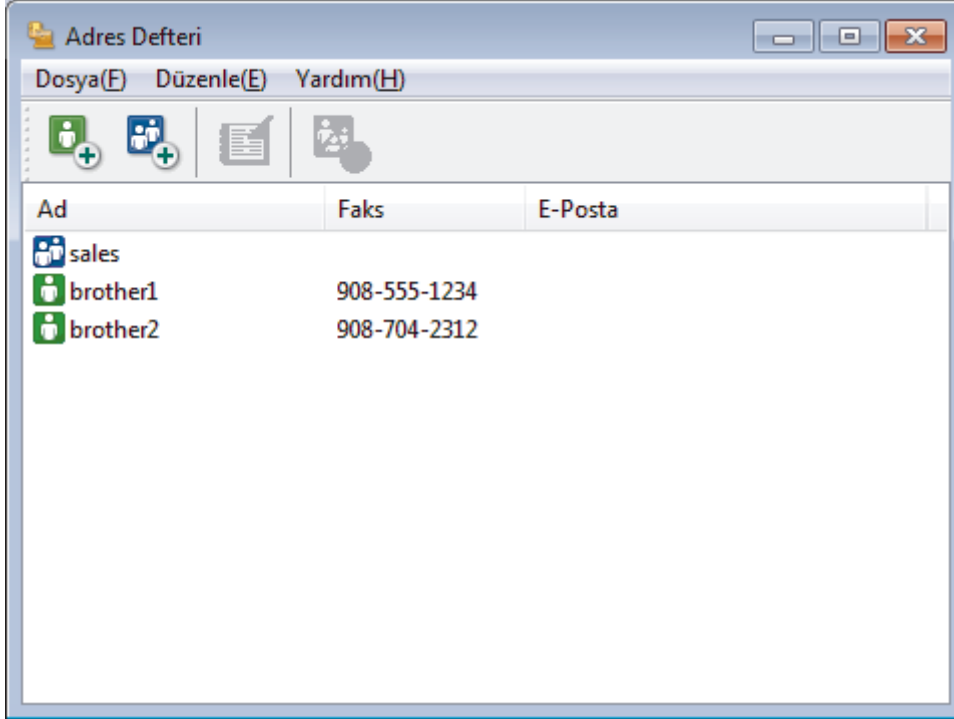 Adres Defteri
Dosya(F) Düzenle(E) Yardım(H)
Ad Faks E-Posta
sales
brother1 908-555-1234
brother2 908-704-2312